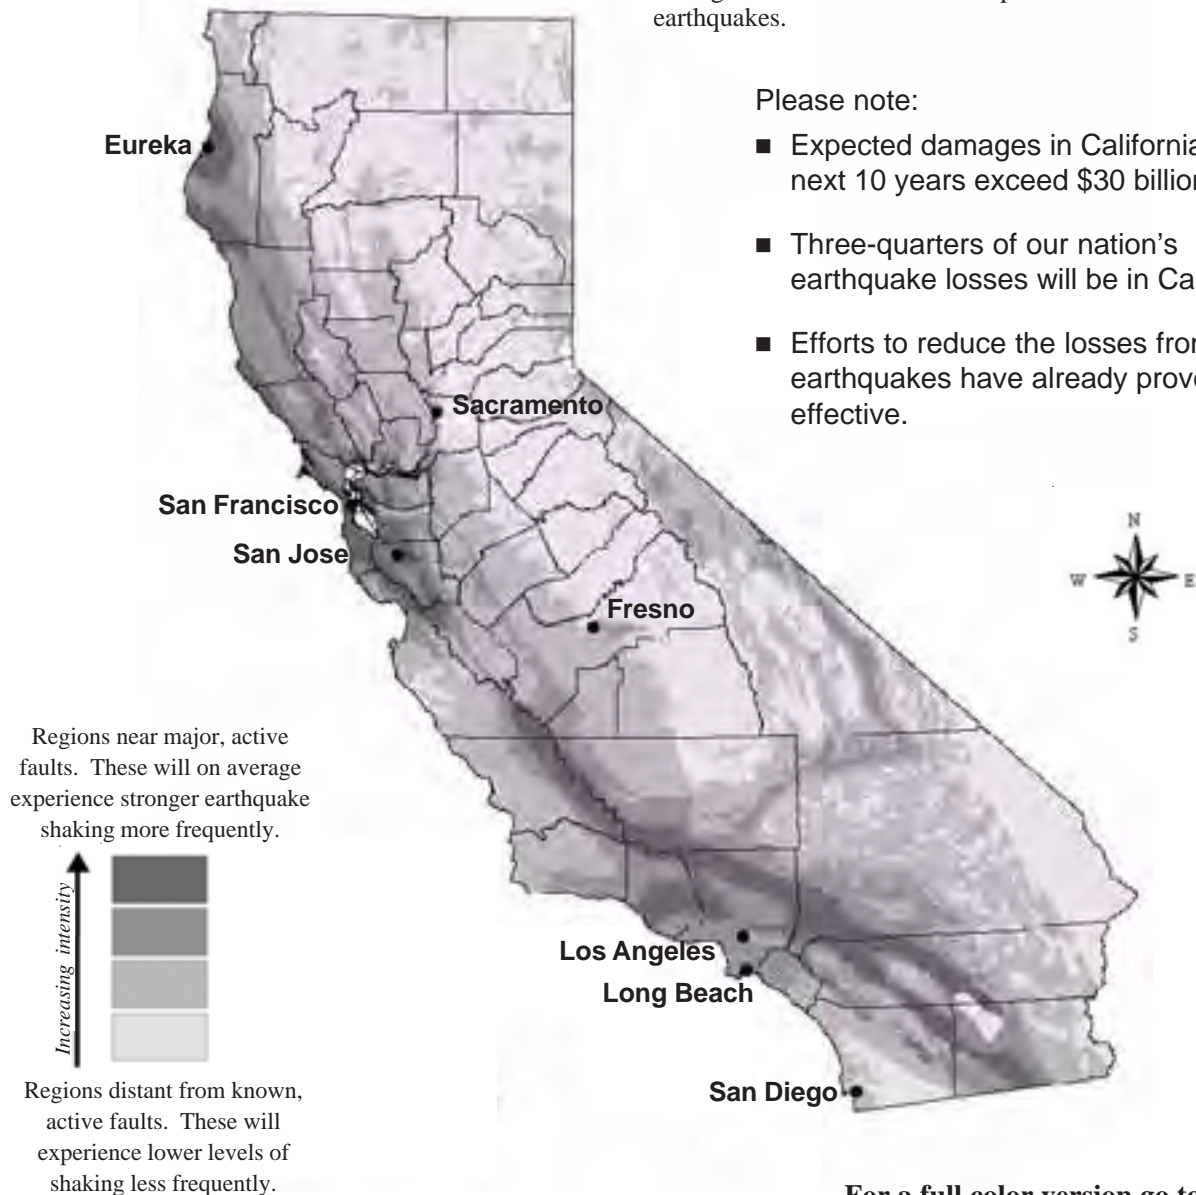 earthquakes.
Please note:
■ Expected damages in California
next 10 years exceed $30 billion
■ Three-quarters of our nation's
earthquake losses will be in Ca
■ Efforts to reduce the losses from
earthquakes have already prove
effective.
Eureka
Sacramento
San Francisco
San Jose
Fresno
N
W
E
S
Regions near major, active
faults. These will on average
experience stronger earthquake
shaking more frequently.
Increasing intensity
Los Angeles
Long Beach
San Diego
Regions distant from known,
active faults. These will
experience lower levels of
shaking less frequently.
For a full color version go to